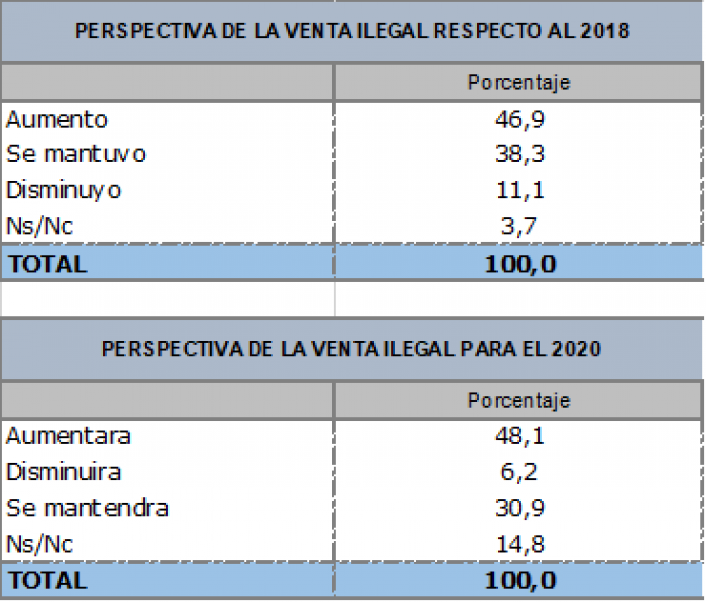 PERSPECTIVA DE LA VENTA ILEGAL RESPECTO AL 2018
Porcentaje
Aumento 46,9
Se mantuvo 38,3
Disminuyo 11,1
Ns/Nc 3,7
TOTAL 100,0
PERSPECTIVA DE LA VENTA ILEGAL PARA EL 2020
Porcentaje
Aumentara 48,1
Disminuira 6,2
Se mantendra 30,9
Ns/Nc 14,8
TOTAL 100,0